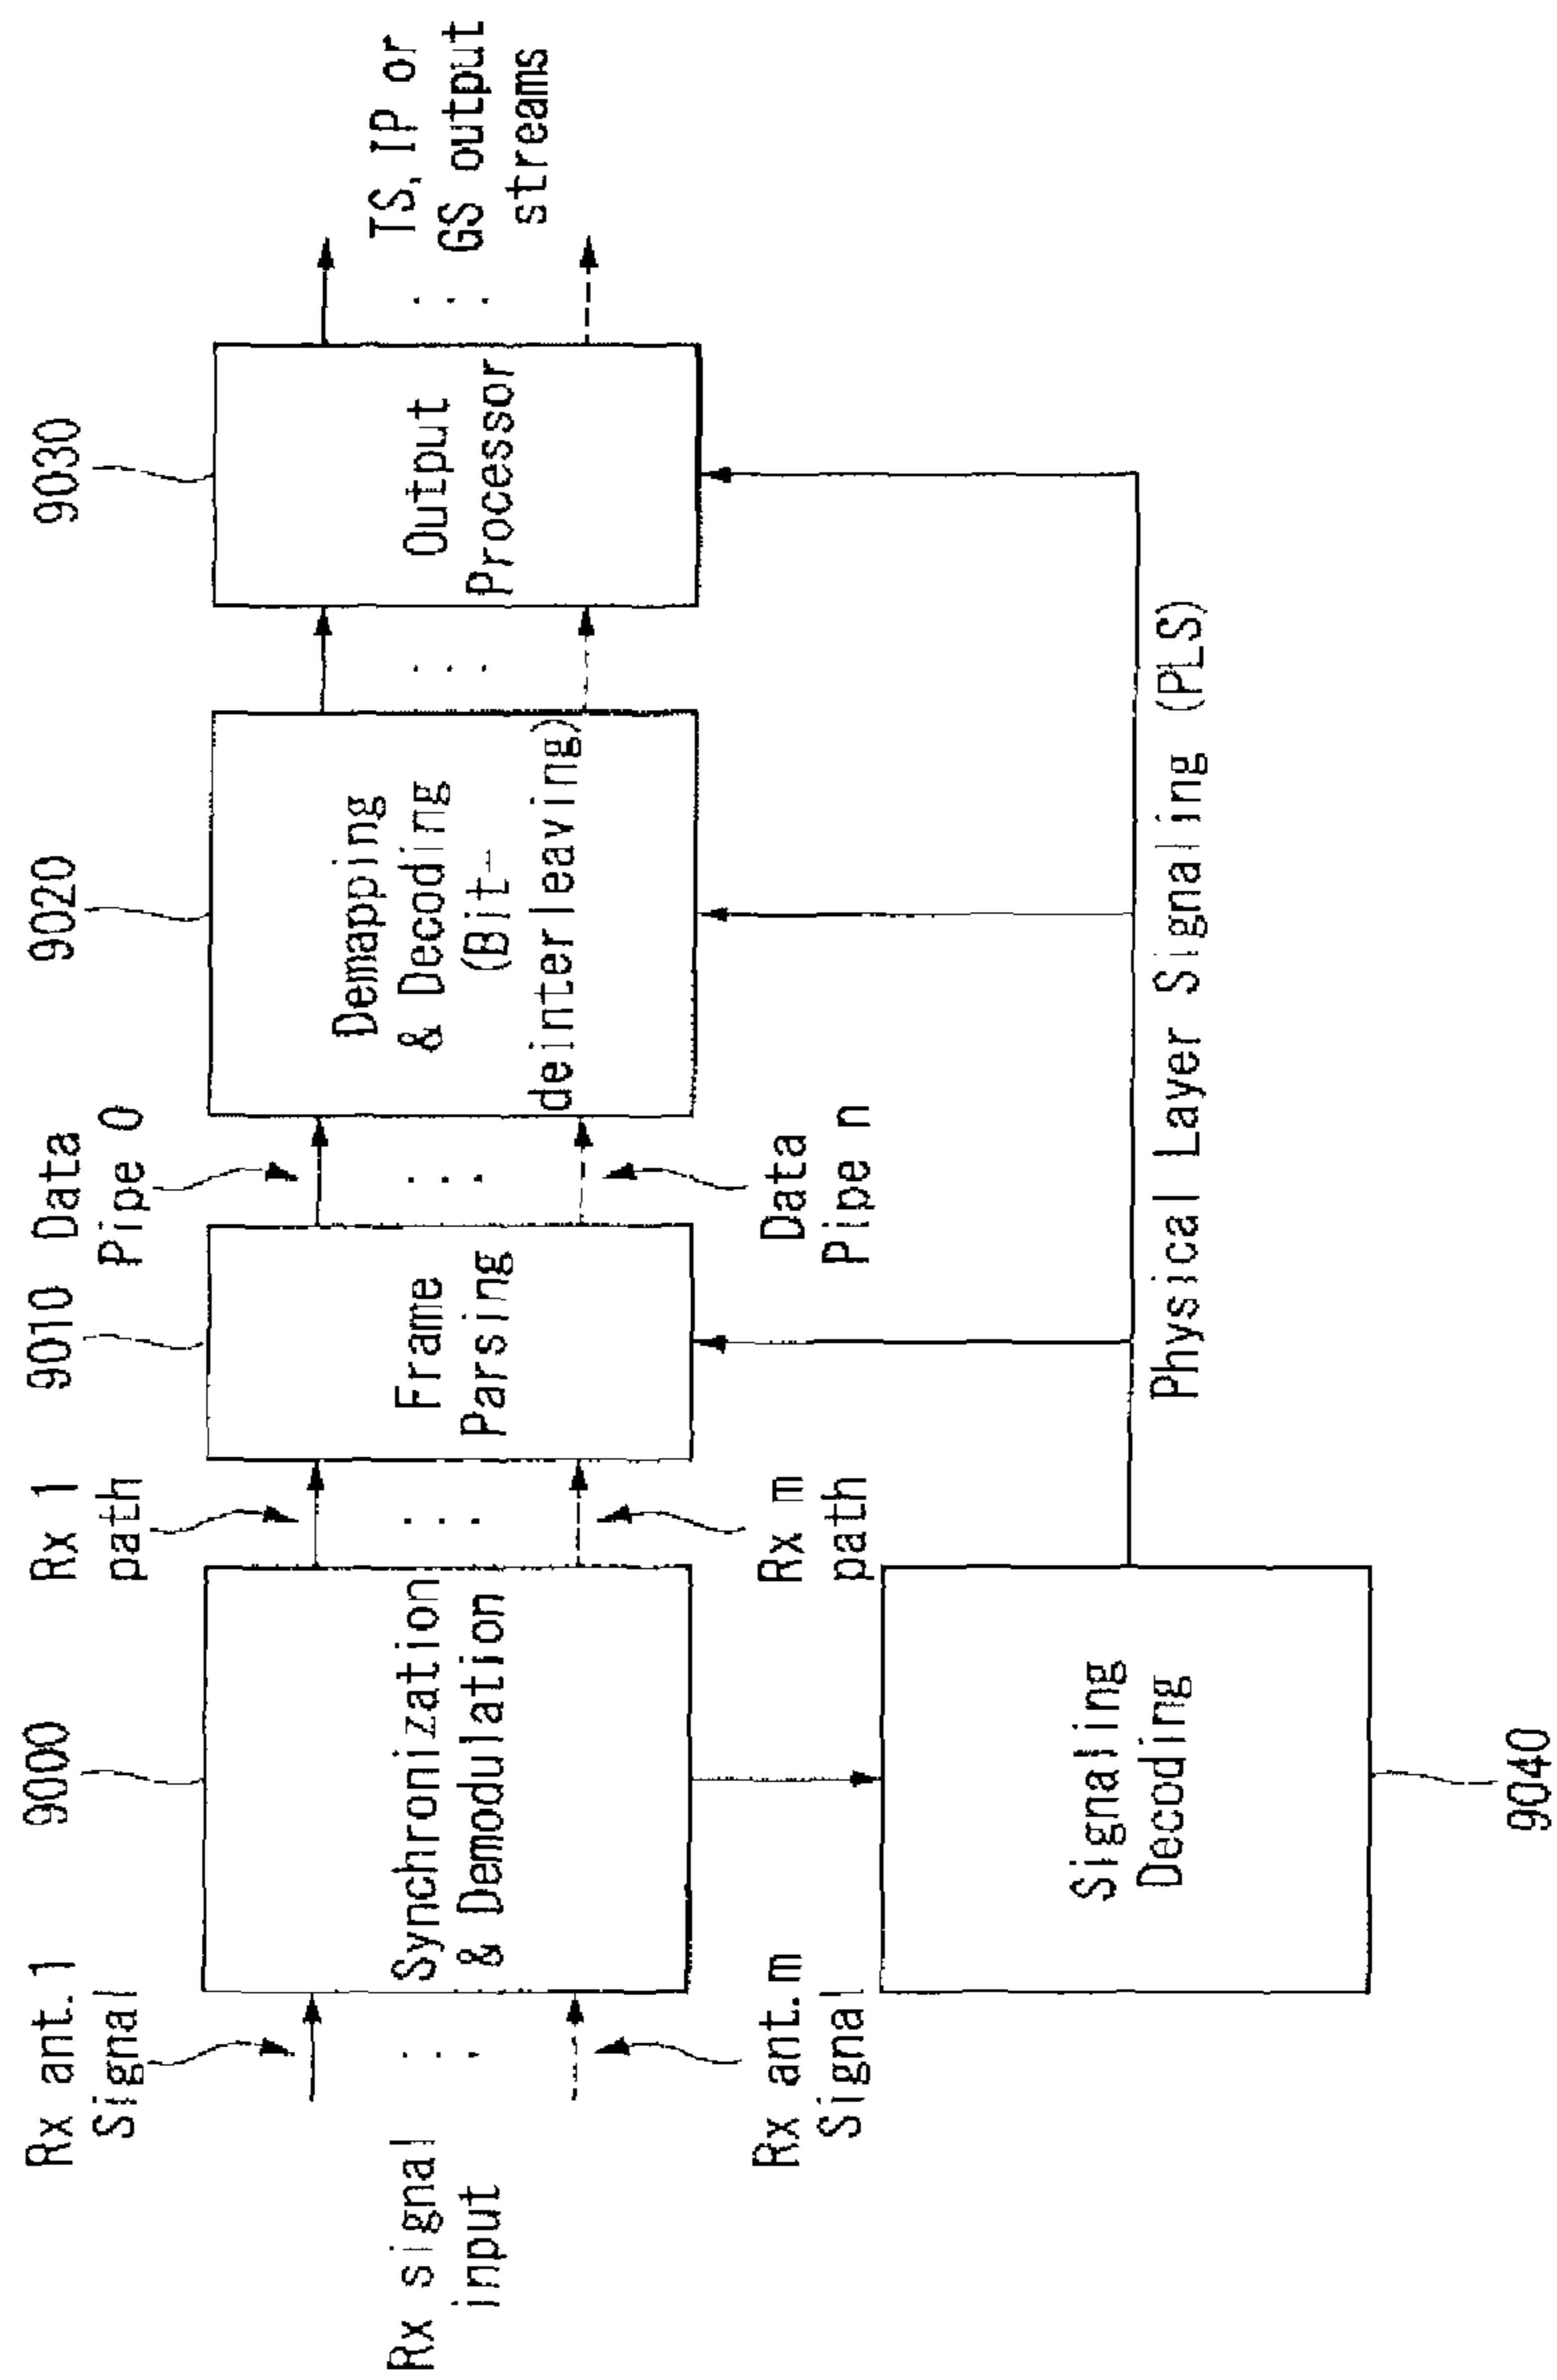 Rx signal
input
Rx ant.1
Signal
Rx ant.m
Signal
9000
Synchronization
& Demodulation
Rx 1
path
Rx m
path
9010
Frame
Parsing
Data
Pipe 0
Data
Pipe n
9020
Demapping
& Decoding
(Bit-
deinterleaving)
9030
Output
Processor
TS, IP or
GS output
streams
Signaling
Decoding
9040
Physical Layer Signaling (PLS)